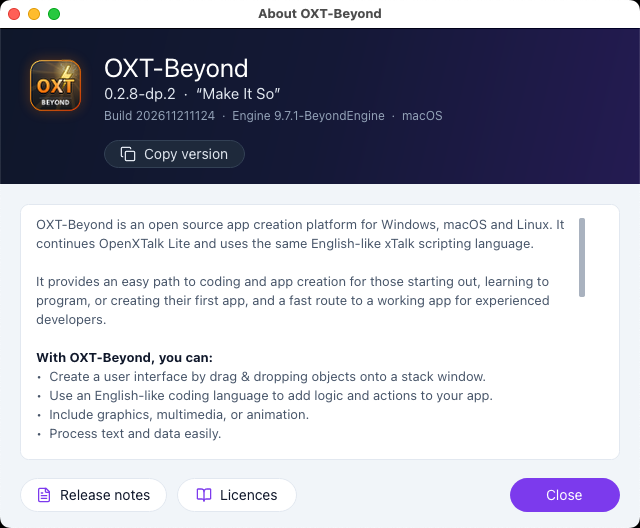 About OXT-Beyond
OXT
BEYOND
OXT-Beyond
0.2.8-dp.2 · “Make It So”
Build 202611211124 · Engine 9.7.1-BeyondEngine · macOS
Copy version
OXT-Beyond is an open source app creation platform for Windows, macOS and Linux. It
continues OpenXTalk Lite and uses the same English-like xTalk scripting language.
It provides an easy path to coding and app creation for those starting out, learning to
program, or creating their first app, and a fast route to a working app for experienced
developers.
With OXT-Beyond, you can:
• Create a user interface by drag & dropping objects onto a stack window.
• Use an English-like coding language to add logic and actions to your app.
• Include graphics, multimedia, or animation.
• Process text and data easily.
Release notes
Licences
Close